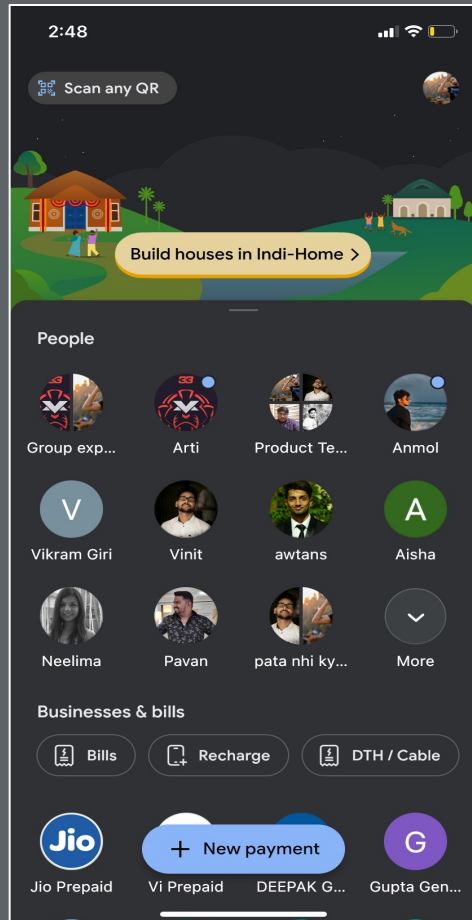 2:48
Scan any QR
Build houses in Indi-Home >
People
33
33
Group exp...
Arti
Product Te...
Anmol
V
A
Vikram Giri
Vinit
awtans
Aisha
Neelima
Pavan
pata nhi ky...
More
Businesses & bills
Bills
Recharge
DTH / Cable
Jio
G
+ New payment
Jio Prepaid
Vi Prepaid
DEEPAK G...
Gupta Gen...